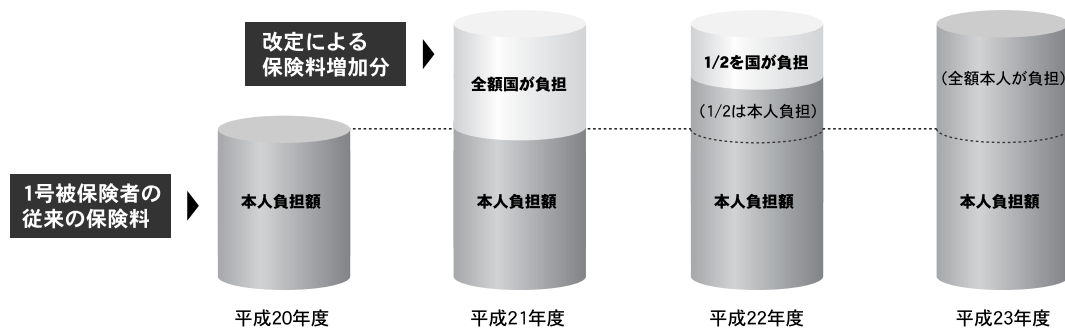 改定による
保険料増加分
全額国が負担
1/2を国が負担
(1/2は本人負担)
(全額本人が負担)
1号被保険者の
従来の保険料
本人負担額
本人負担額
本人負担額
本人負担額
平成20年度
平成21年度
平成22年度
平成23年度